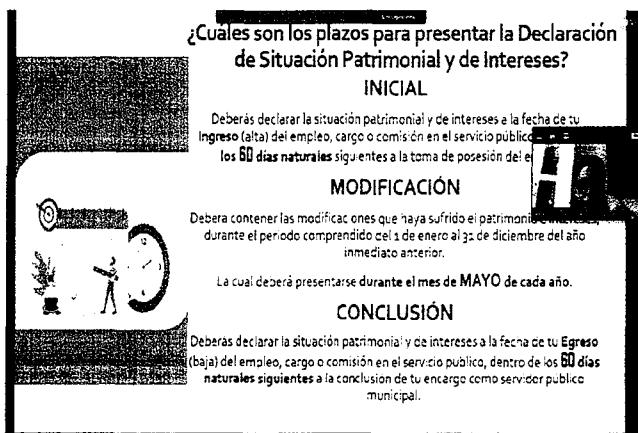 ¿Cuáles son los plazos para presentar la Declaración
de Situación Patrimonial y de Intereses?
INICIAL
Deberás declarar la situación patrimonial y de intereses a la fecha de tu
Ingreso (alta) del empleo, cargo o comisión en el servicio público
los 60 días naturales siguientes a la toma de posesión del
MODIFICACIÓN
Debera contener las modificaciones que haya sufrido el patrimonio
durante el periodo comprendido del 1 de enero al 31 de diciembre del año
inmediato anterior.
La cual deberá presentarse durante el mes de MAYO de cada año.
CONCLUSIÓN
Deberás declarar la situación patrimonial y de intereses a la fecha de tu Egreso
(baja) del empleo, cargo o comisión en el servicio publico, dentro de los 60 días
naturales siguientes a la conclusión de tu encargo como servidor público
municipal.